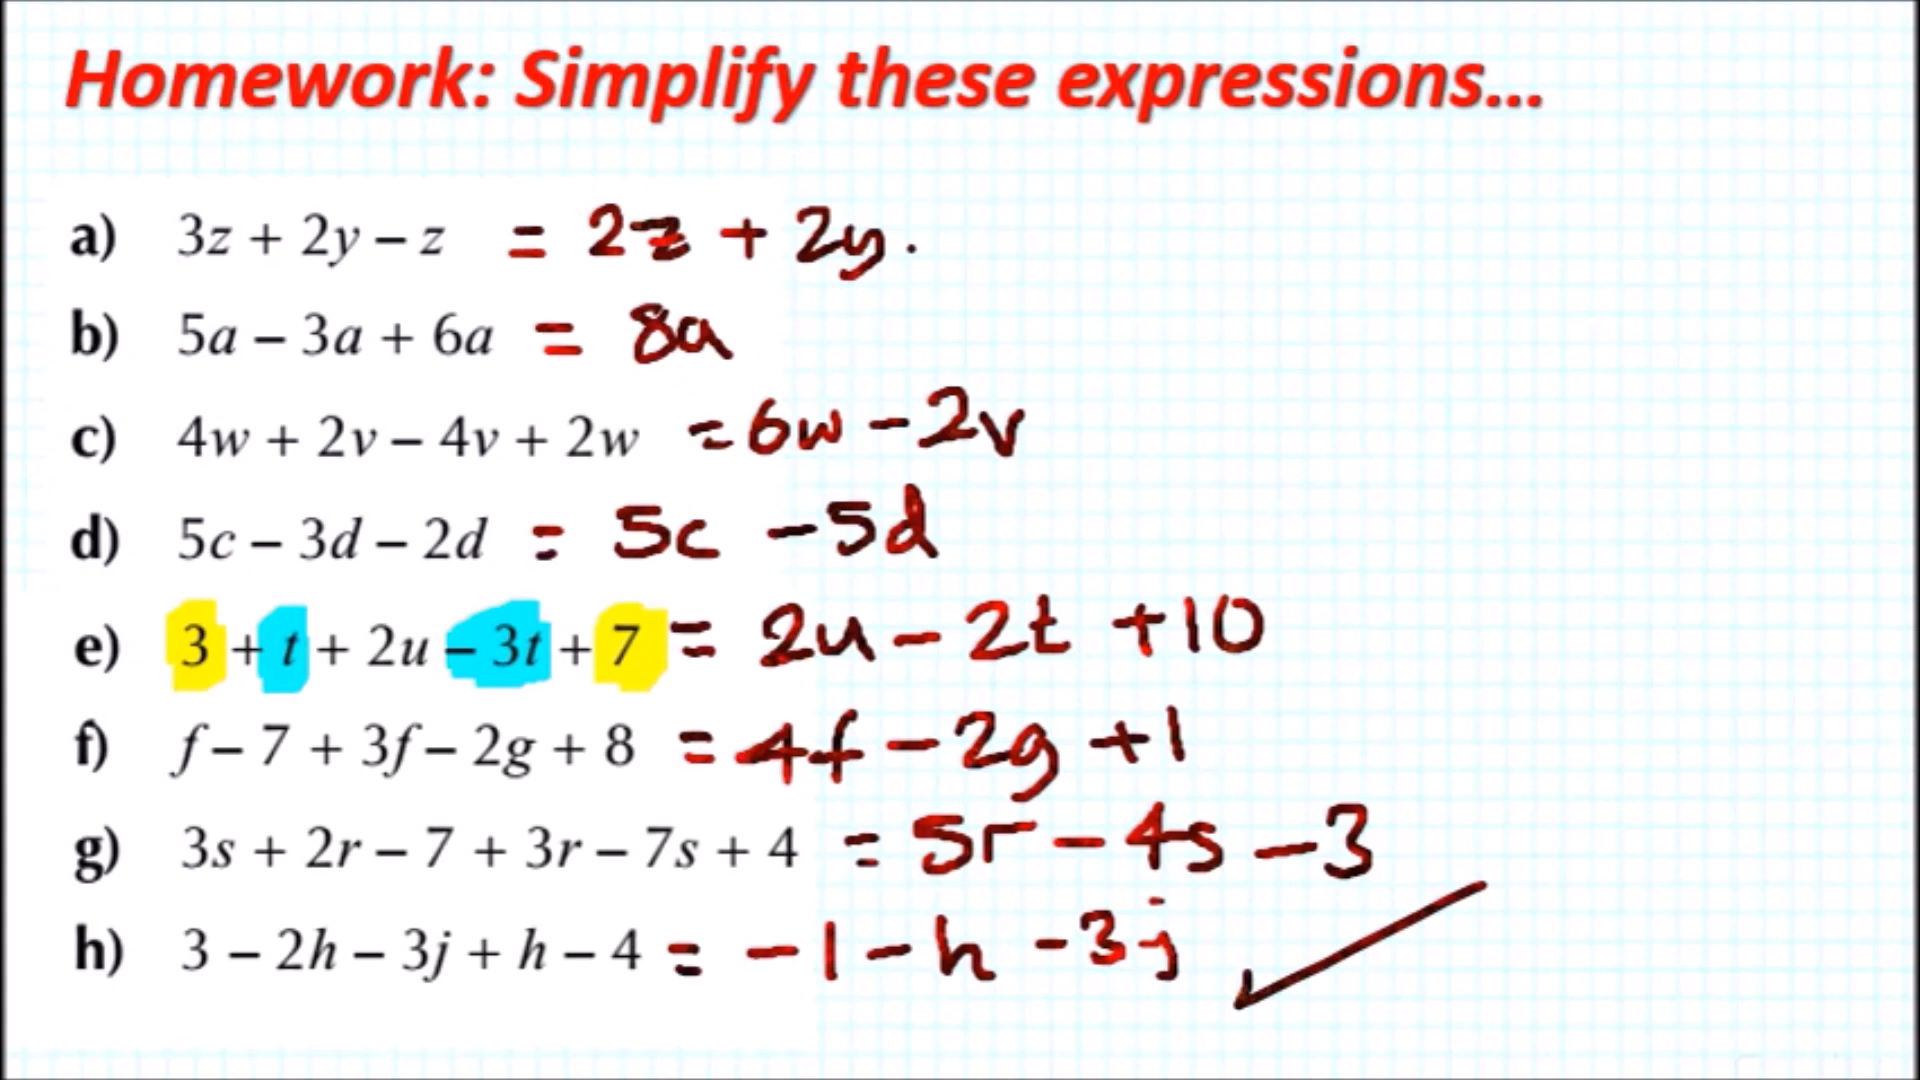 Homework: Simplify these expressions...
a) 3z + 2y – z = 2z + 2y.
b) 5a – 3a + 6a = 8a
c) 4w + 2v – 4v + 2w = 6w – 2v
d) 5c – 3d – 2d = 5c – 5d
e) 3 + t + 2u – 3t + 7 = 2u – 2t + 10
f) f – 7 + 3f – 2g + 8 = 4f – 2g + 1
g) 3s + 2r – 7 + 3r – 7s + 4 = 5r – 4s – 3
h) 3 – 2h – 3j + h – 4 = – 1 – h – 3j